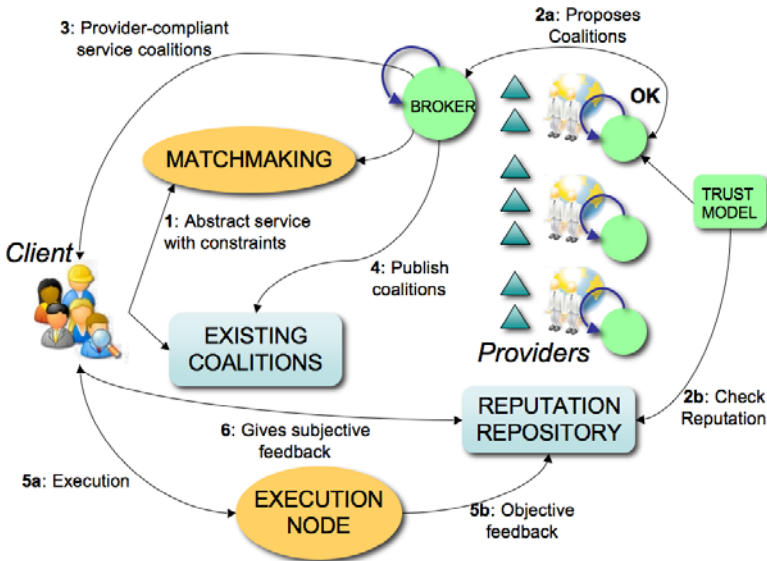 3: Provider-compliant
service coalitions
2a: Proposes
Coalitions
BROKER
OK
MATCHMAKING
TRUST
MODEL
1: Abstract service
with constraints
Client
4: Publish
coalitions
EXISTING
COALITIONS
Providers
REPUTATION
REPOSITORY
2b: Check
Reputation
6: Gives subjective
feedback
5a: Execution
EXECUTION
NODE
5b: Objective
feedback